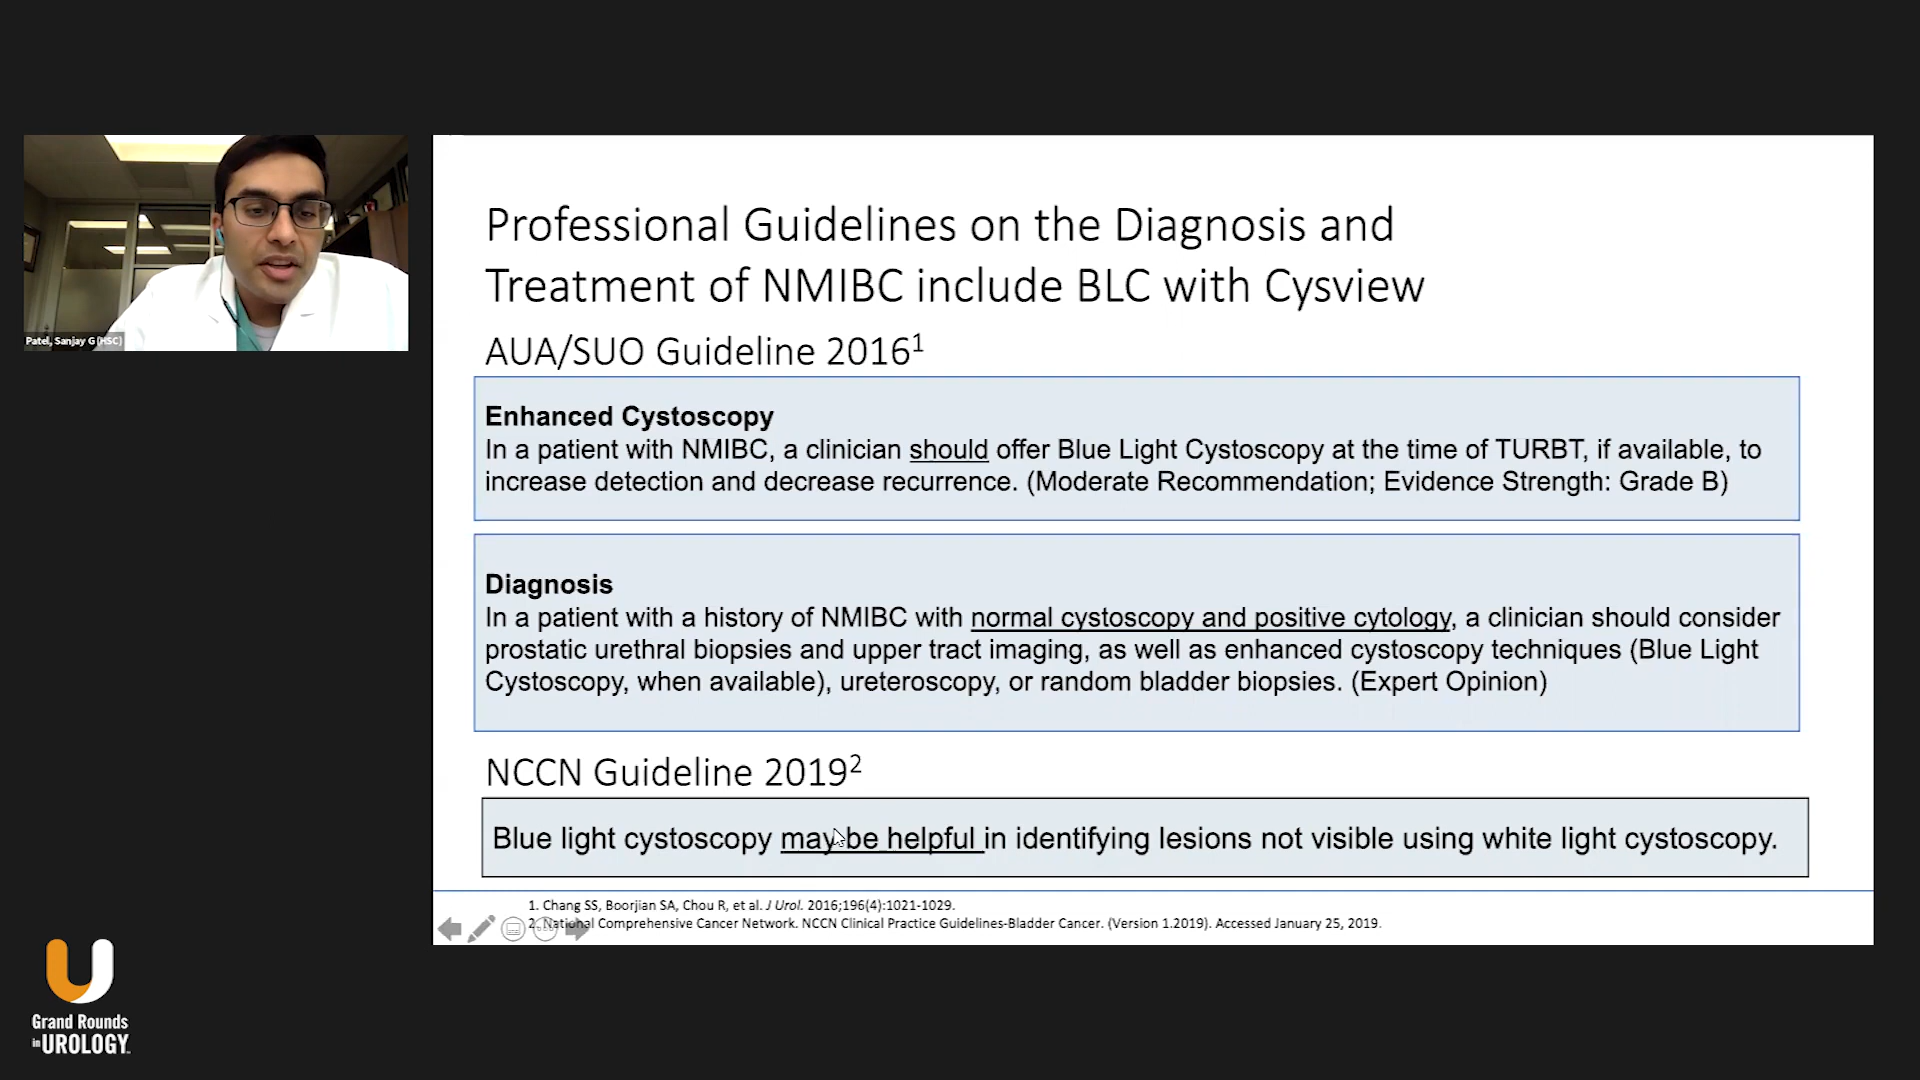 Patel, Sanjay G (HSC)
Professional Guidelines on the Diagnosis and
Treatment of NMIBC include BLC with Cysview
AUA/SUO Guideline 2016¹
Enhanced Cystoscopy
In a patient with NMIBC, a clinician should offer Blue Light Cystoscopy at the time of TURBT, if available, to
increase detection and decrease recurrence. (Moderate Recommendation; Evidence Strength: Grade B)
Diagnosis
In a patient with a history of NMIBC with normal cystoscopy and positive cytology, a clinician should consider
prostatic urethral biopsies and upper tract imaging, as well as enhanced cystoscopy techniques (Blue Light
Cystoscopy, when available), ureteroscopy, or random bladder biopsies. (Expert Opinion)
NCCN Guideline 2019²
Blue light cystoscopy may be helpful in identifying lesions not visible using white light cystoscopy.
1. Chang SS, Boorjian SA, Chou R, et al. J Urol. 2016;196(4):1021-1029.
2. National Comprehensive Cancer Network. NCCN Clinical Practice Guidelines-Bladder Cancer. (Version 1.2019). Accessed January 25, 2019.
Grand Rounds
in UROLOGY™